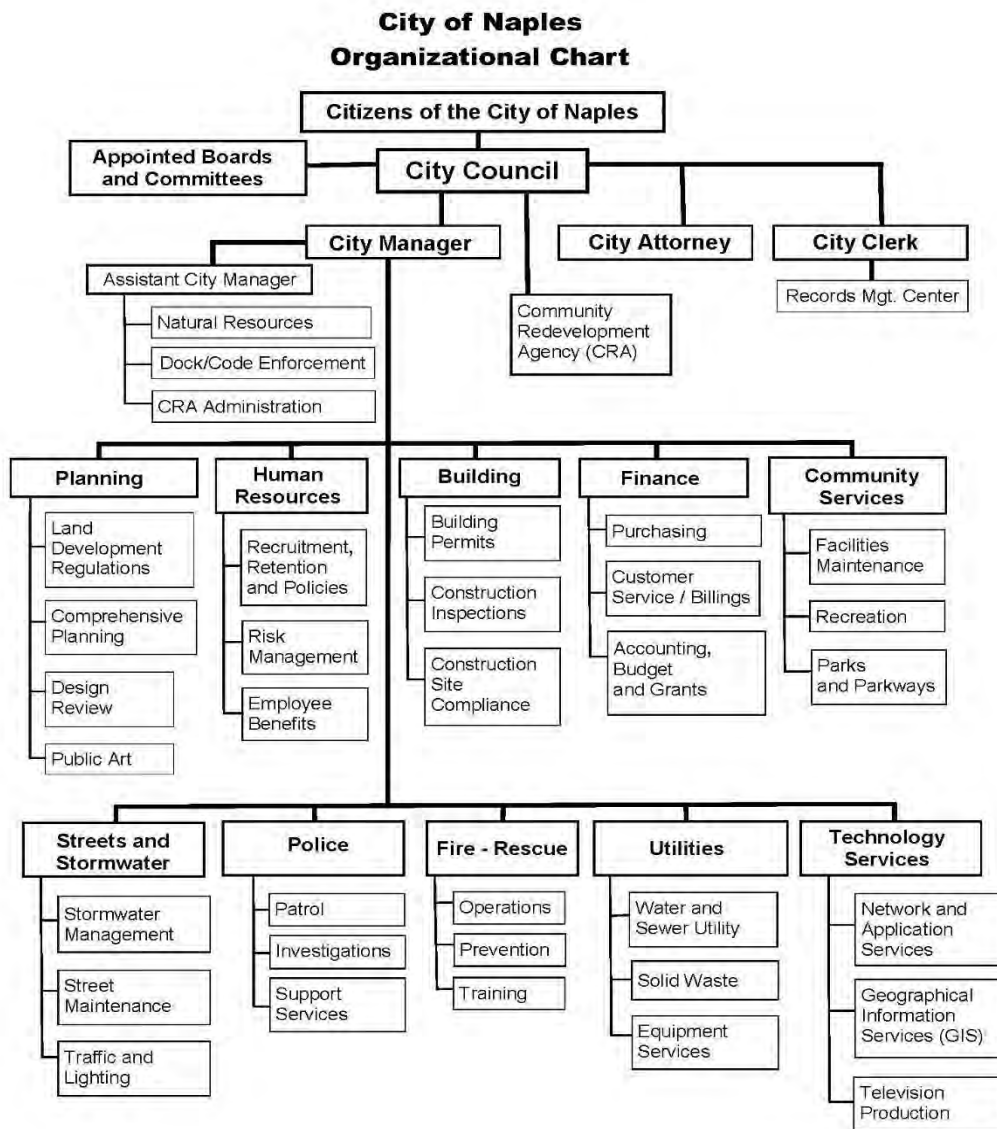 City of Naples
Organizational Chart
Citizens of the City of Naples
Appointed Boards
and Committees
City Council
City Manager
City Attorney
City Clerk
Assistant City Manager
Natural Resources
Dock/Code Enforcement
CRA Administration
Community
Redevelopment
Agency (CRA)
Records Mgt. Center
Planning
Land
Development
Regulations
Comprehensive
Planning
Design
Review
Public Art
Human
Resources
Recruitment,
Retention
and Policies
Risk
Management
Employee
Benefits
Building
Building
Permits
Construction
Inspections
Construction
Site
Compliance
Finance
Purchasing
Customer
Service / Billings
Accounting,
Budget
and Grants
Community
Services
Facilities
Maintenance
Recreation
Parks
and Parkways
Streets and
Stormwater
Stormwater
Management
Street
Maintenance
Traffic and
Lighting
Police
Patrol
Investigations
Support
Services
Fire - Rescue
Operations
Prevention
Training
Utilities
Water and
Sewer Utility
Solid Waste
Equipment
Services
Technology
Services
Network and
Application
Services
Geographical
Information
Services (GIS)
Television
Production